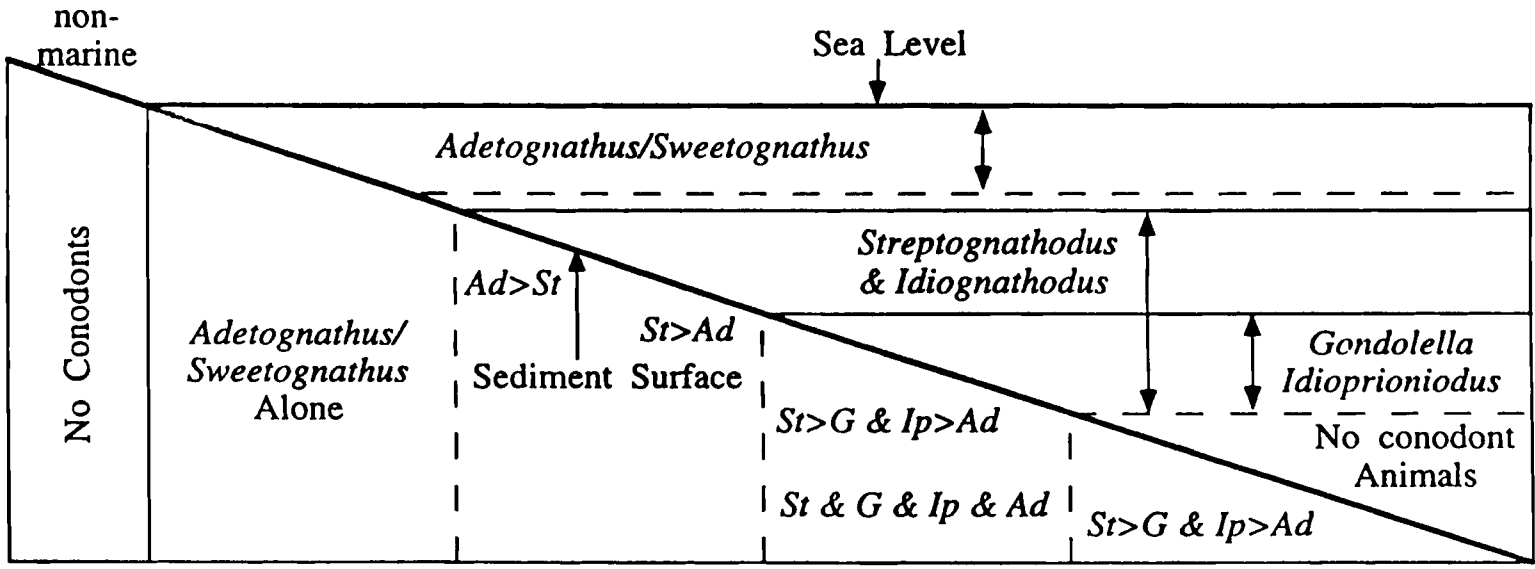 non-
marine
Sea Level
Adetognathus/Sweetognathus
Streptognathodus
& Idiognathodus
Gondolella
Idioprioniodus
No conodont
Animals
No Conodonts
Adetognathus/
Sweetognathus
Alone
Ad>St
St>Ad
Sediment Surface
St>G & Ip>Ad
St & G & Ip & Ad
St>G & Ip>Ad